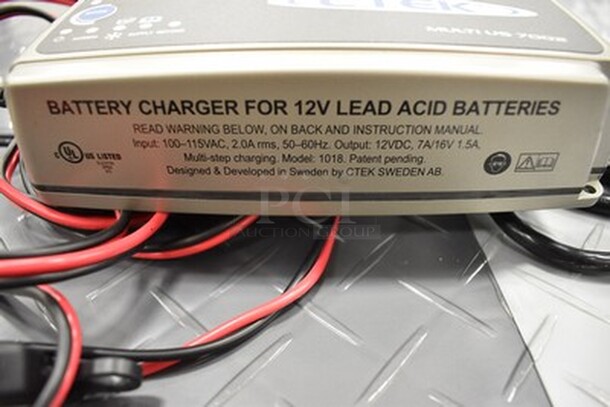 CTEK
MULTI US 7002
BATTERY CHARGER FOR 12V LEAD ACID BATTERIES
READ WARNING BELOW, ON BACK AND INSTRUCTION MANUAL.
Input: 100–115VAC, 2.0A rms, 50–60Hz. Output: 12VDC, 7A/16V 1.5A.
C UL US LISTED
Multi-step charging. Model: 1018. Patent pending.
Designed & Developed in Sweden by CTEK SWEDEN AB.
PCI
AUCTION GROUP